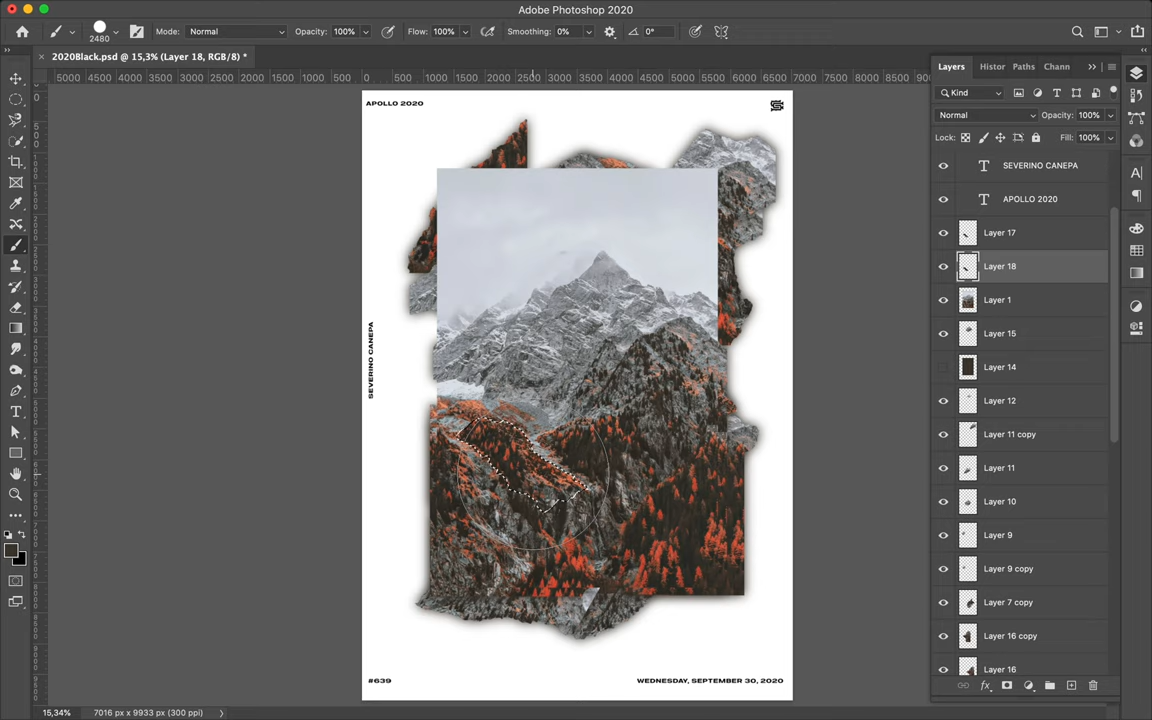 Adobe Photoshop 2020
2480
Mode: Normal
Opacity: 100%
Flow: 100%
Smoothing: 0%
0°
2020Black.psd @ 15,3% (Layer 18, RGB/8) *
5000 4500 4000 3500 3000 2500 2000 1500 1000 500 0 500 1000 1500 2000 2500 3000 3500 4000 4500 5000 5500 6000 6500 7000 7500 8000 8500 9000
APOLLO 2020
SEVERINO CANEPA
#639
WEDNESDAY, SEPTEMBER 30, 2020
Layers Histor Paths Chann
Kind
Normal Opacity: 100%
Lock: Fill: 100%
SEVERINO CANEPA
APOLLO 2020
Layer 17
Layer 18
Layer 1
Layer 15
Layer 14
Layer 12
Layer 11 copy
Layer 11
Layer 10
Layer 9
Layer 9 copy
Layer 7 copy
Layer 16 copy
Layer 16
fx
15,34% 7016 px x 9933 px (300 ppi)